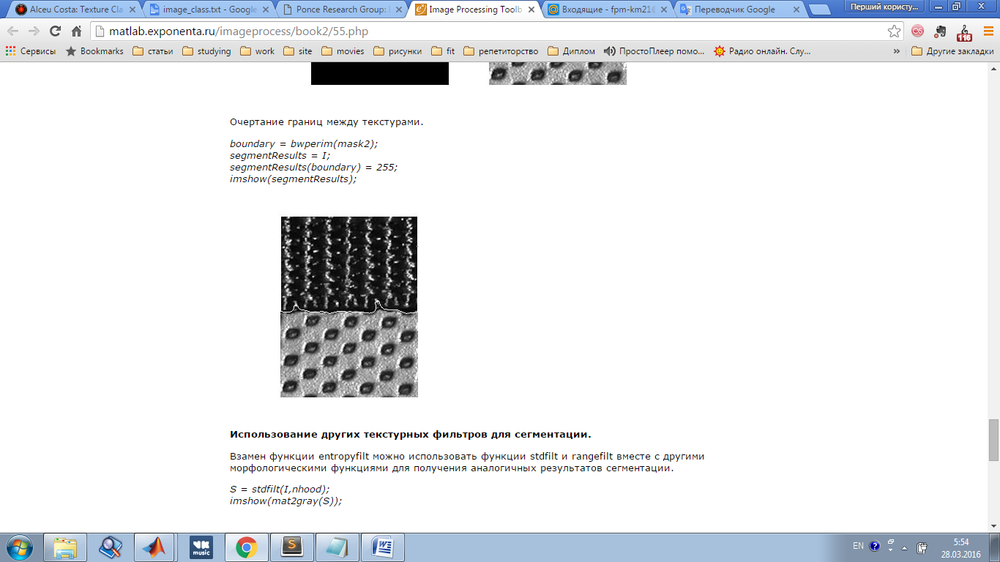 Alceu Costa: Texture Cla
image_class.txt - Google
Ponce Research Group:
Image Processing Toolb
Входящие - fpm-km21@
Переводчик Google
Перший користу...
matlab.exponenta.ru/imageprocess/book2/55.php
116
Сервисы
Bookmarks
статьи
studying
work
site
movies
рисунки
fit
репетиторство
Диплом
ПростоПлеер помо...
Радио онлайн. Слу...
»
Другие закладки
Очертание границ между текстурами.
boundary = bwperim(mask2);
segmentResults = I;
segmentResults(boundary) = 255;
imshow(segmentResults);
Использование других текстурных фильтров для сегментации.
Взамен функции entropyfilt можно использовать функции stdfilt и rangefilt вместе с другими
морфологическими функциями для получения аналогичных результатов сегментации.
S = stdfilt(I,nhood);
imshow(mat2gray(S));
music
EN
5:54
28.03.2016